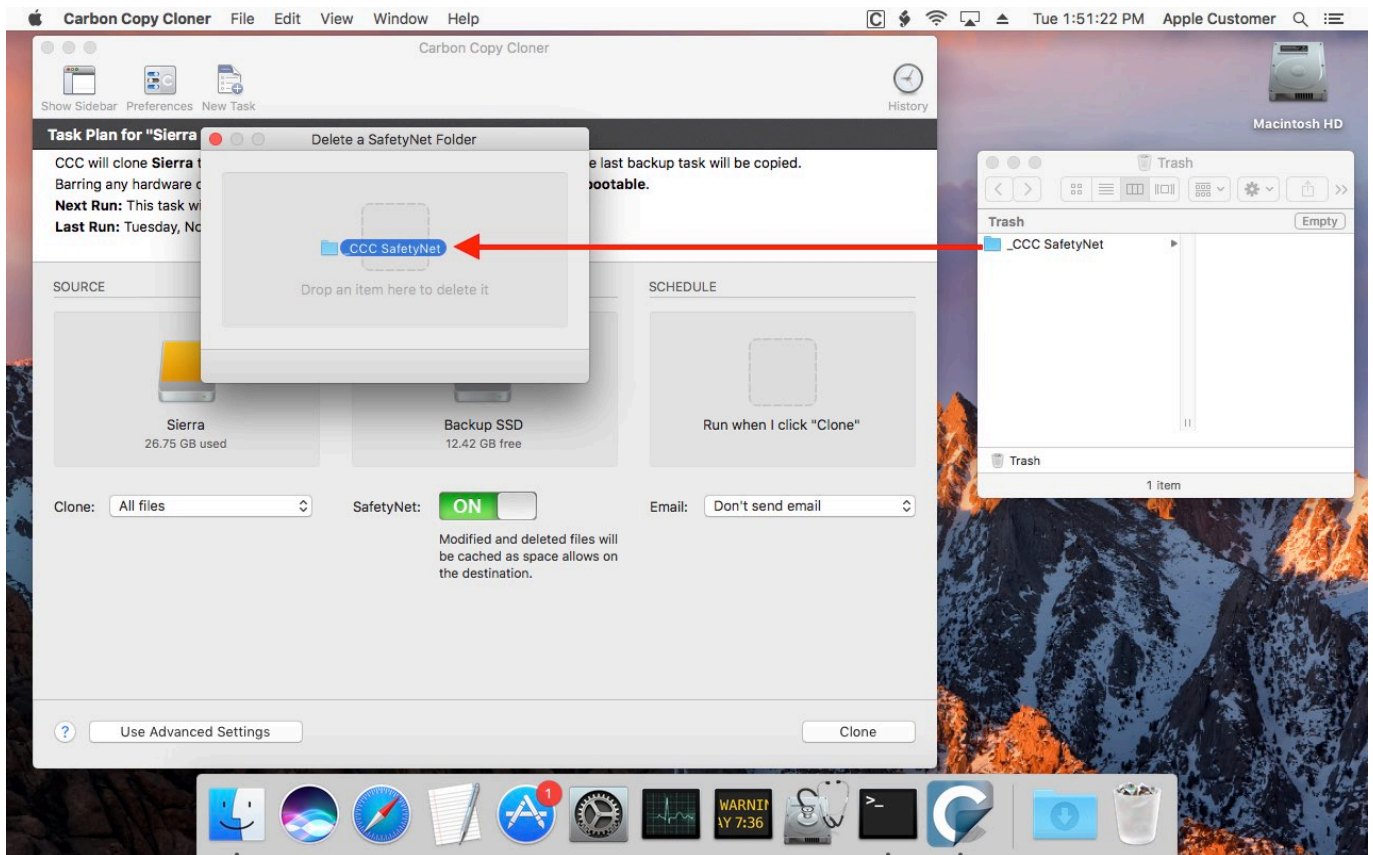 Carbon Copy Cloner File Edit View Window Help
Tue 1:51:22 PM Apple Customer
Carbon Copy Cloner
Show Sidebar Preferences New Task
History
Task Plan for "Sierra
CCC will clone Sierra t
e last backup task will be copied.
Barring any hardware
bootable.
Next Run: This task wi
Last Run: Tuesday, No
Delete a SafetyNet Folder
_CCC SafetyNet
Drop an item here to delete it
SOURCE
SCHEDULE
Sierra
26.75 GB used
Backup SSD
12.42 GB free
Run when I click "Clone"
Clone: All files
SafetyNet: ON
Modified and deleted files will
be cached as space allows on
the destination.
Email: Don't send email
? Use Advanced Settings
Clone
Macintosh HD
Trash
Trash
Empty
_CCC SafetyNet
Trash
1 item
1
WARNIN
AY 7:36
>_